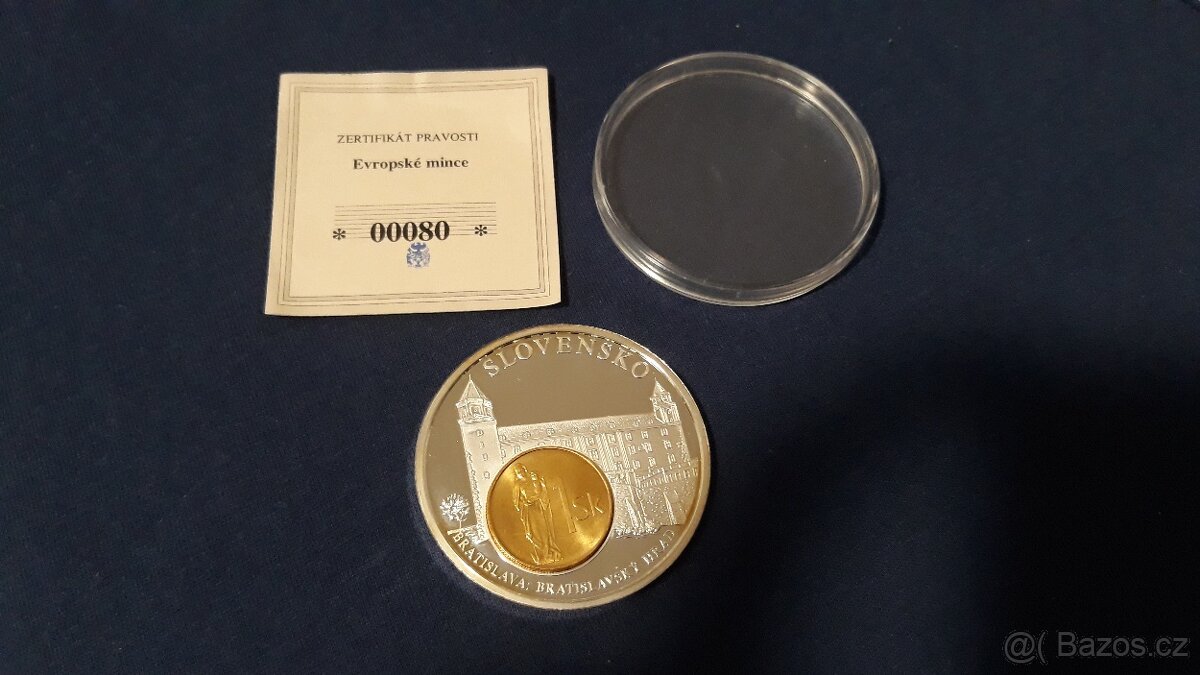 ZERTIFIKÁT PRAVOSTI
Evropské mince
* 00080 *
SLOVENSKO
1 Sk
BRATISLAVA: BRATISLAVSKÝ HRAD
@( Bazos.cz